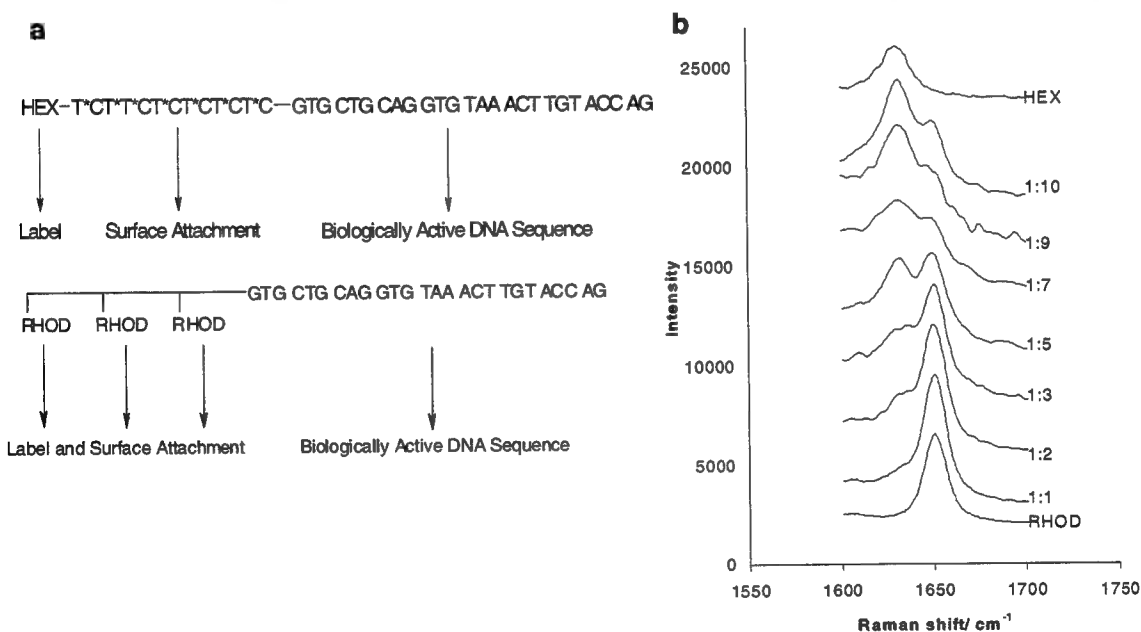 a
HEX-T*CT*T*CT*CT*CT*CT*C-GTG CTG CAG GTG TAA ACT TGT ACC AG
Label
Surface Attachment
Biologically Active DNA Sequence
GTG CTG CAG GTG TAA ACT TGT ACC AG
RHOD
RHOD
RHOD
Label and Surface Attachment
Biologically Active DNA Sequence
b
Intensity
25000
20000
15000
10000
5000
0
HEX
1:10
1:9
1:7
1:5
1:3
1:2
1:1
RHOD
1550
1600
1650
1700
1750
Raman shift/ cm⁻¹